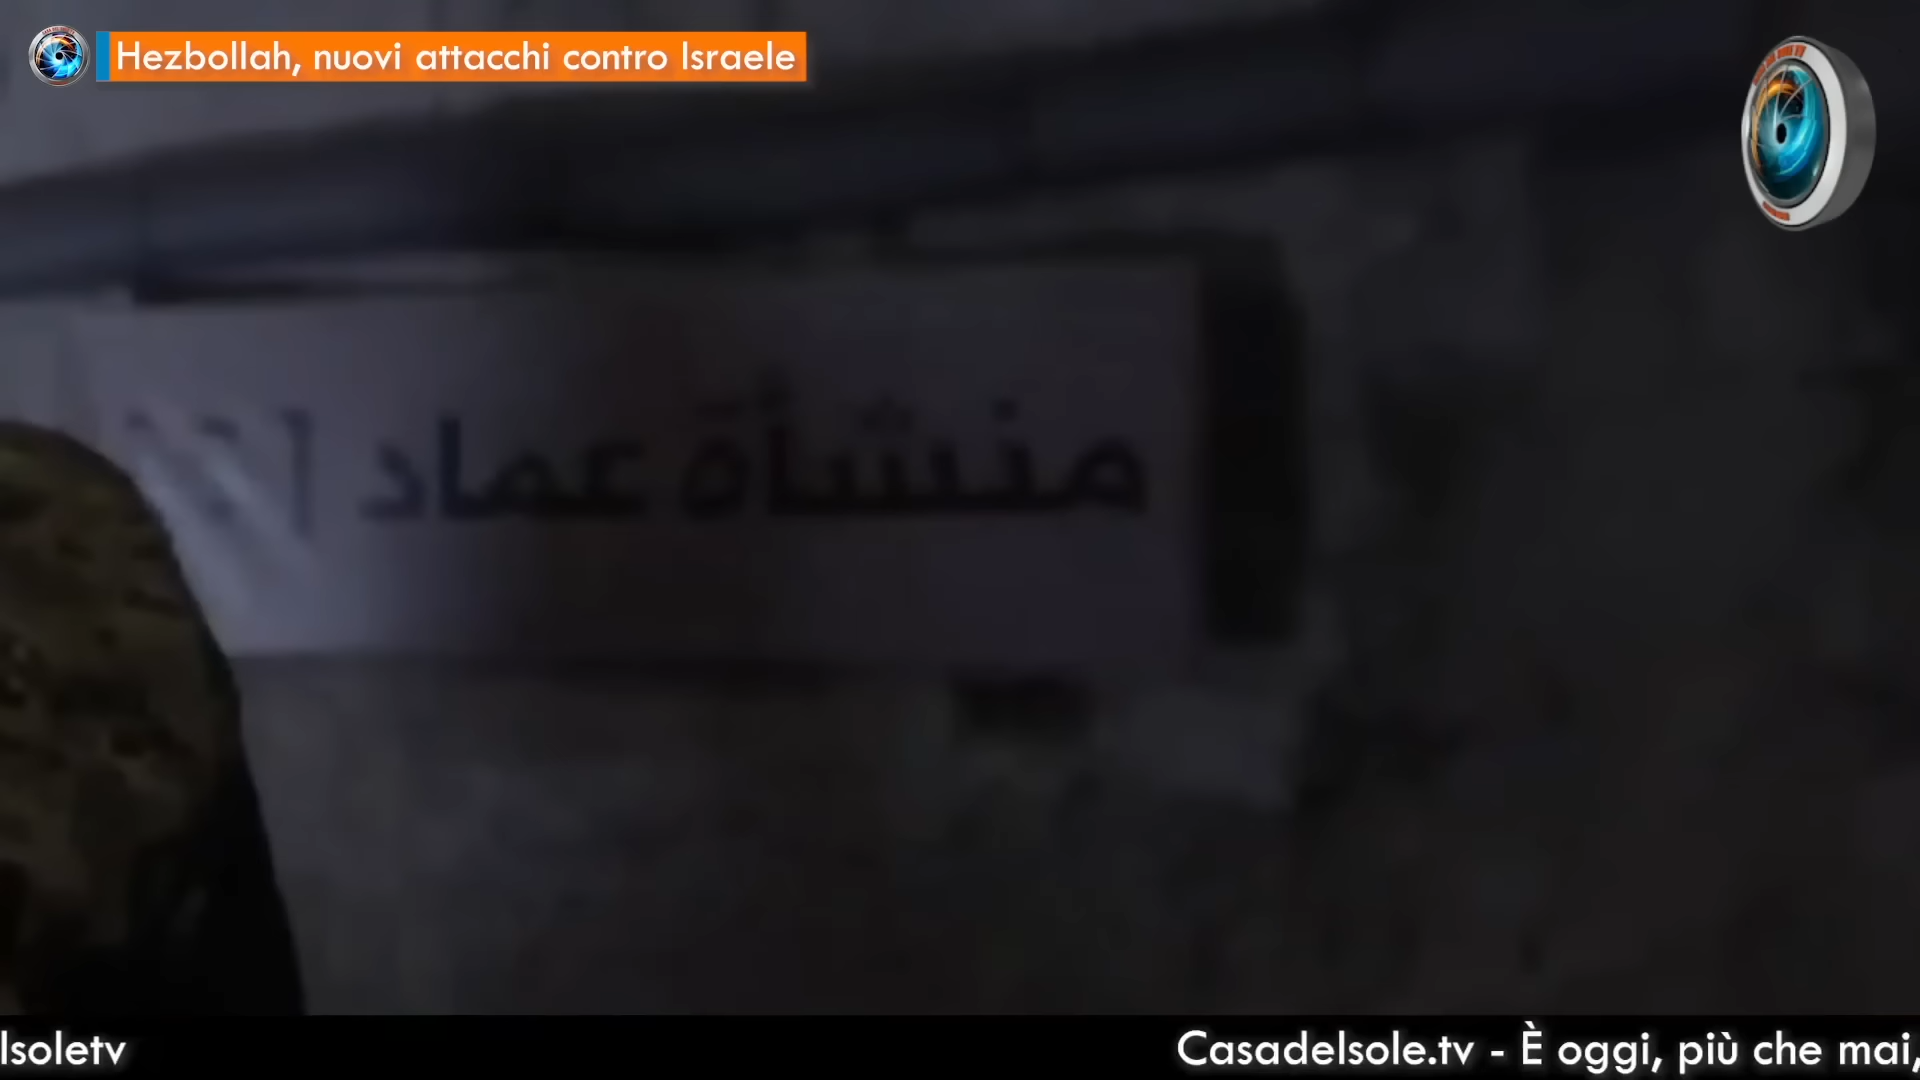 Hezbollah, nuovi attacchi contro Israele
منشأة عماد
lsoletv
Casadelsole.tv - È oggi, più che mai,